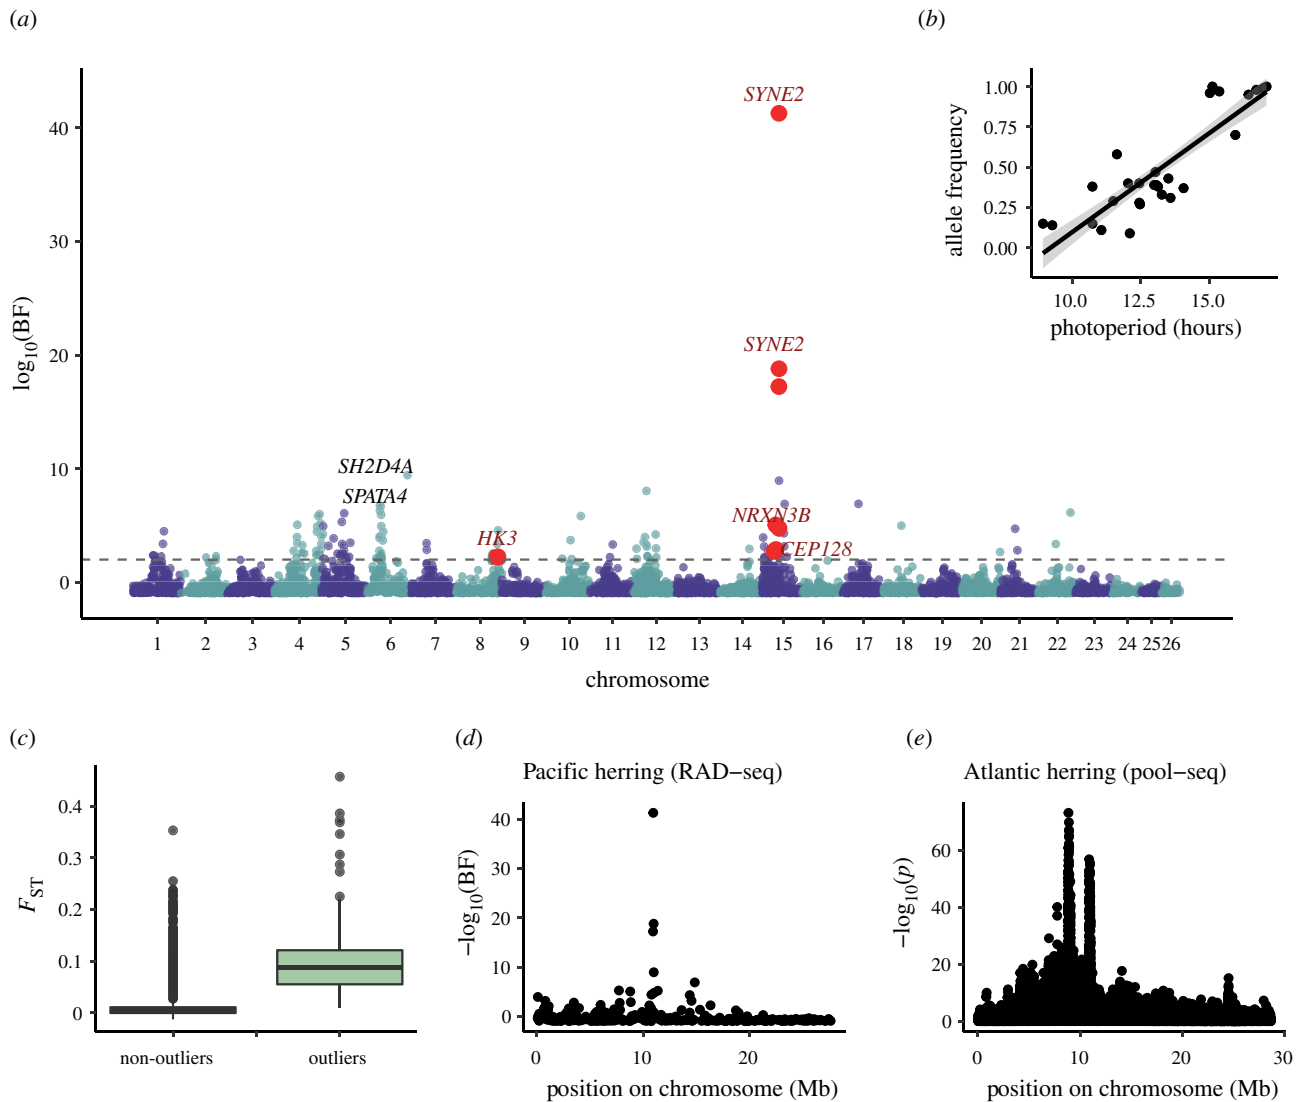 (a)
SYNE2
40
30
log10(BF)
20
SYNE2
10
SH2D4A
SPATA4
NRXN3B
HK3
CEP128
0
1 2 3 4 5 6 7 8 9 10 11 12 13 14 15 16 17 18 19 20 21 22 23 24 25 26
chromosome
(b)
1.00
0.75
0.50
0.25
0.00
allele frequency
10.0 12.5 15.0
photoperiod (hours)
(c)
0.4
0.3
0.2
0.1
0
FST
non-outliers outliers
(d)
Pacific herring (RAD−seq)
40
30
20
10
0
−log10(BF)
0 10 20
position on chromosome (Mb)
(e)
Atlantic herring (pool−seq)
60
40
20
0
−log10(p)
0 10 20 30
position on chromosome (Mb)